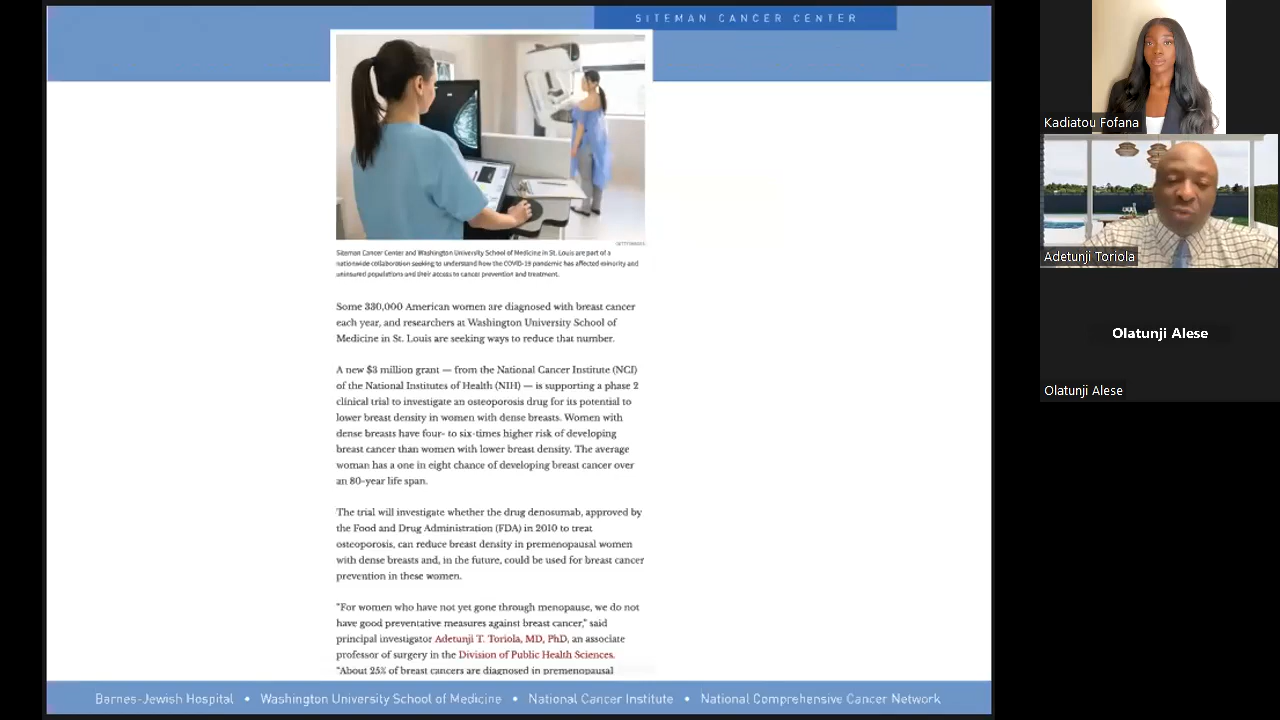 SITEMAN CANCER CENTER
Siteman Cancer Center and Washington University School of Medicine in St. Louis are part of a
nationwide collaboration seeking to understand how the COVID-19 pandemic has affected minority and
uninsured populations and their access to cancer prevention and treatment.
Some 330,000 American women are diagnosed with breast cancer
each year, and researchers at Washington University School of
Medicine in St. Louis are seeking ways to reduce that number.
A new $3 million grant — from the National Cancer Institute (NCI)
of the National Institutes of Health (NIH) — is supporting a phase 2
clinical trial to investigate an osteoporosis drug for its potential to
lower breast density in women with dense breasts. Women with
dense breasts have four- to six-times higher risk of developing
breast cancer than women with lower breast density. The average
woman has a one in eight chance of developing breast cancer over
an 80-year life span.
The trial will investigate whether the drug denosumab, approved by
the Food and Drug Administration (FDA) in 2010 to treat
osteoporosis, can reduce breast density in premenopausal women
with dense breasts and, in the future, could be used for breast cancer
prevention in these women.
"For women who have not yet gone through menopause, we do not
have good preventative measures against breast cancer," said
principal investigator Adetunji T. Toriola, MD, PhD, an associate
professor of surgery in the Division of Public Health Sciences.
"About 25% of breast cancers are diagnosed in premenopausal
Barnes-Jewish Hospital • Washington University School of Medicine • National Cancer Institute • National Comprehensive Cancer Network
Kadiatou Fofana
Adetunji Toriola
Olatunji Alese
Olatunji Alese